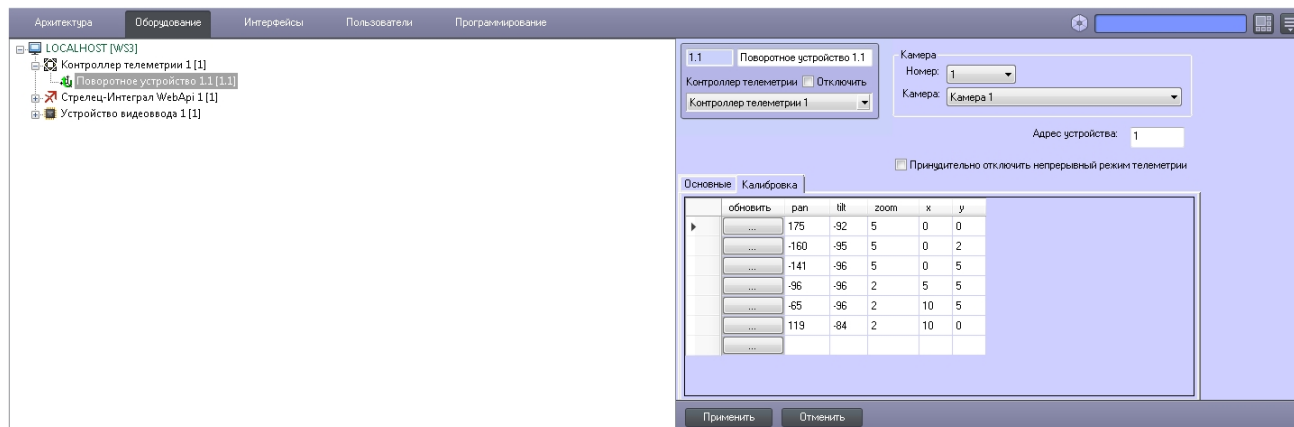 Архитектура Оборудование Интерфейсы Пользователи Программирование
LOCALHOST [WS3]
Контроллер телеметрии 1 [1]
Поворотное устройство 1.1 [1.1]
Стрелец-Интеграл WebApi 1 [1]
Устройство видеоввода 1 [1]
1.1 Поворотное устройство 1.1
Контроллер телеметрии Отключить
Контроллер телеметрии 1
Камера
Номер: 1
Камера: Камера 1
Адрес устройства: 1
Принудительно отключить непрерывный режим телеметрии
Основные Калибровка
обновить pan tilt zoom x y
... 175 -92 5 0 0
... -160 -95 5 0 2
... -141 -96 5 0 5
... -96 -96 2 5 5
... -65 -96 2 10 5
... 119 -84 2 10 0
...
Применить Отменить